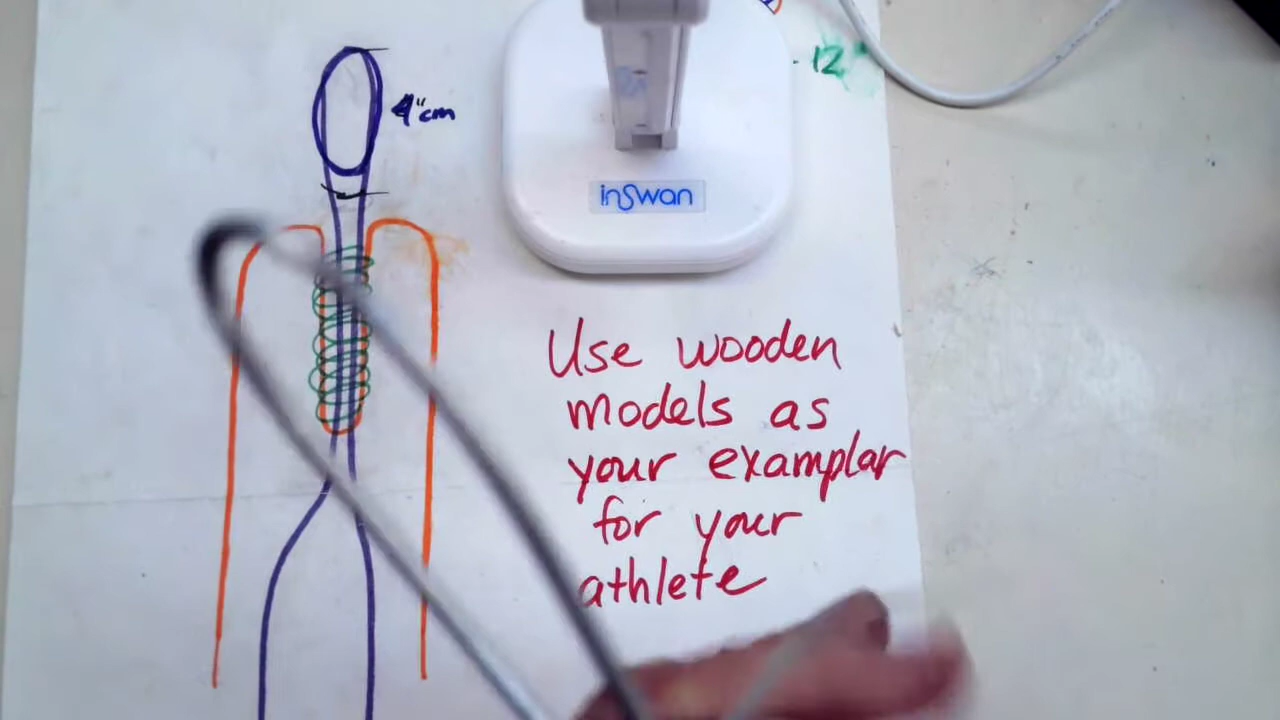 4"cm
12"
inSwan
Use wooden
models as
your examplar
for your
athlete